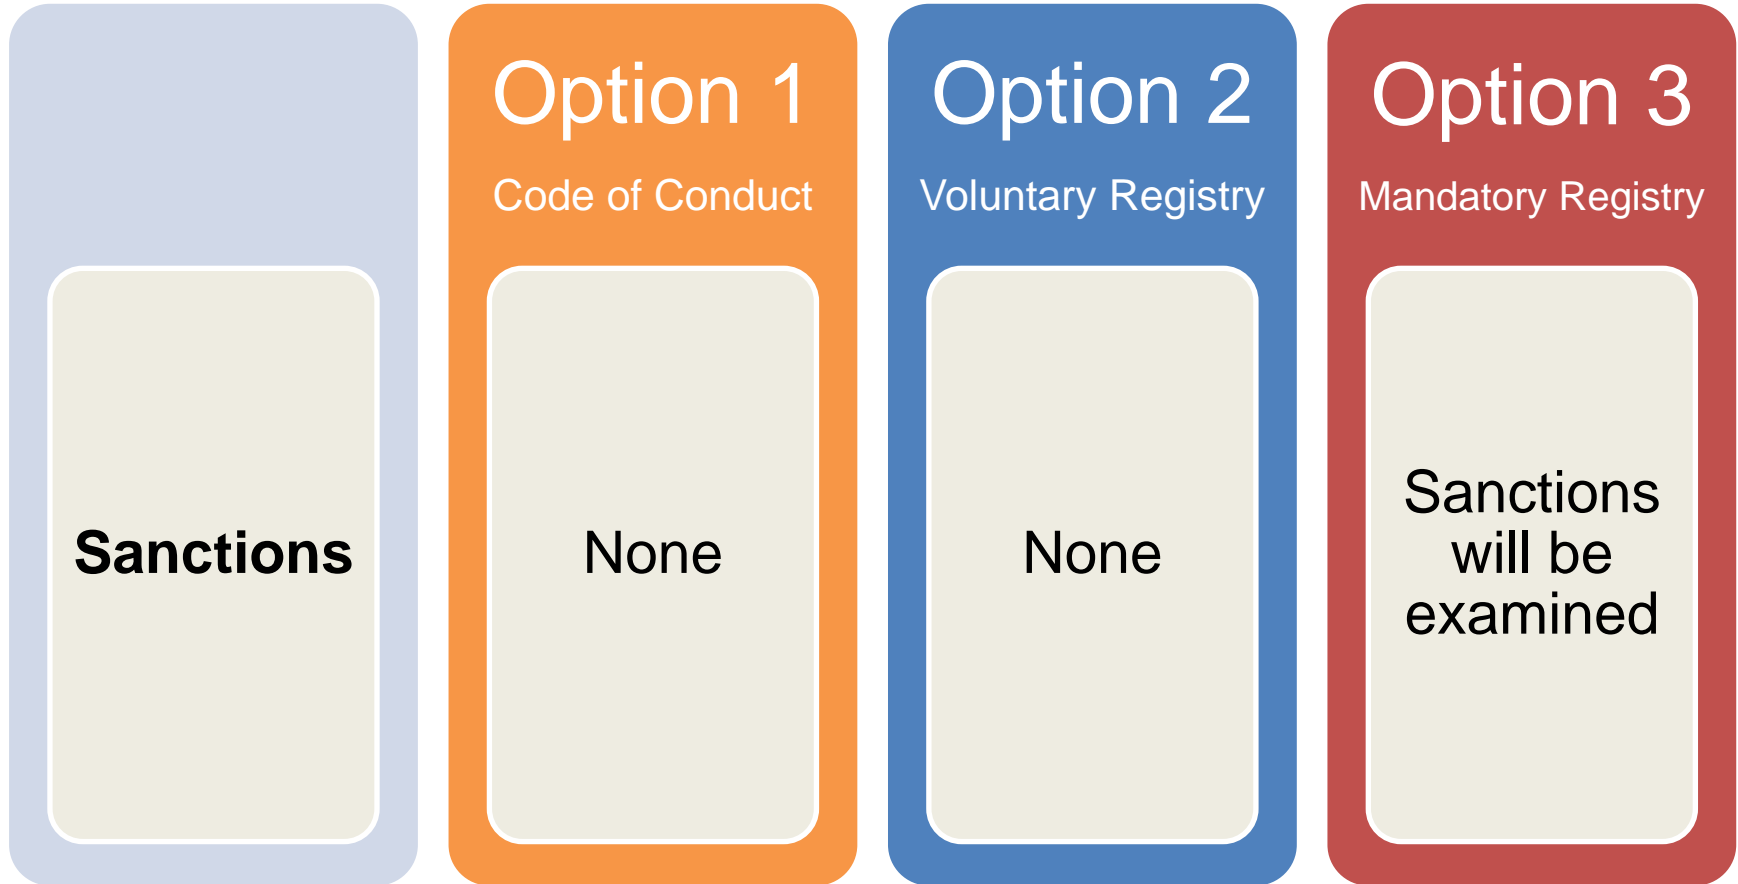 Option 1
Code of Conduct
Option 2
Voluntary Registry
Option 3
Mandatory Registry
Sanctions
None
None
Sanctions
will be
examined